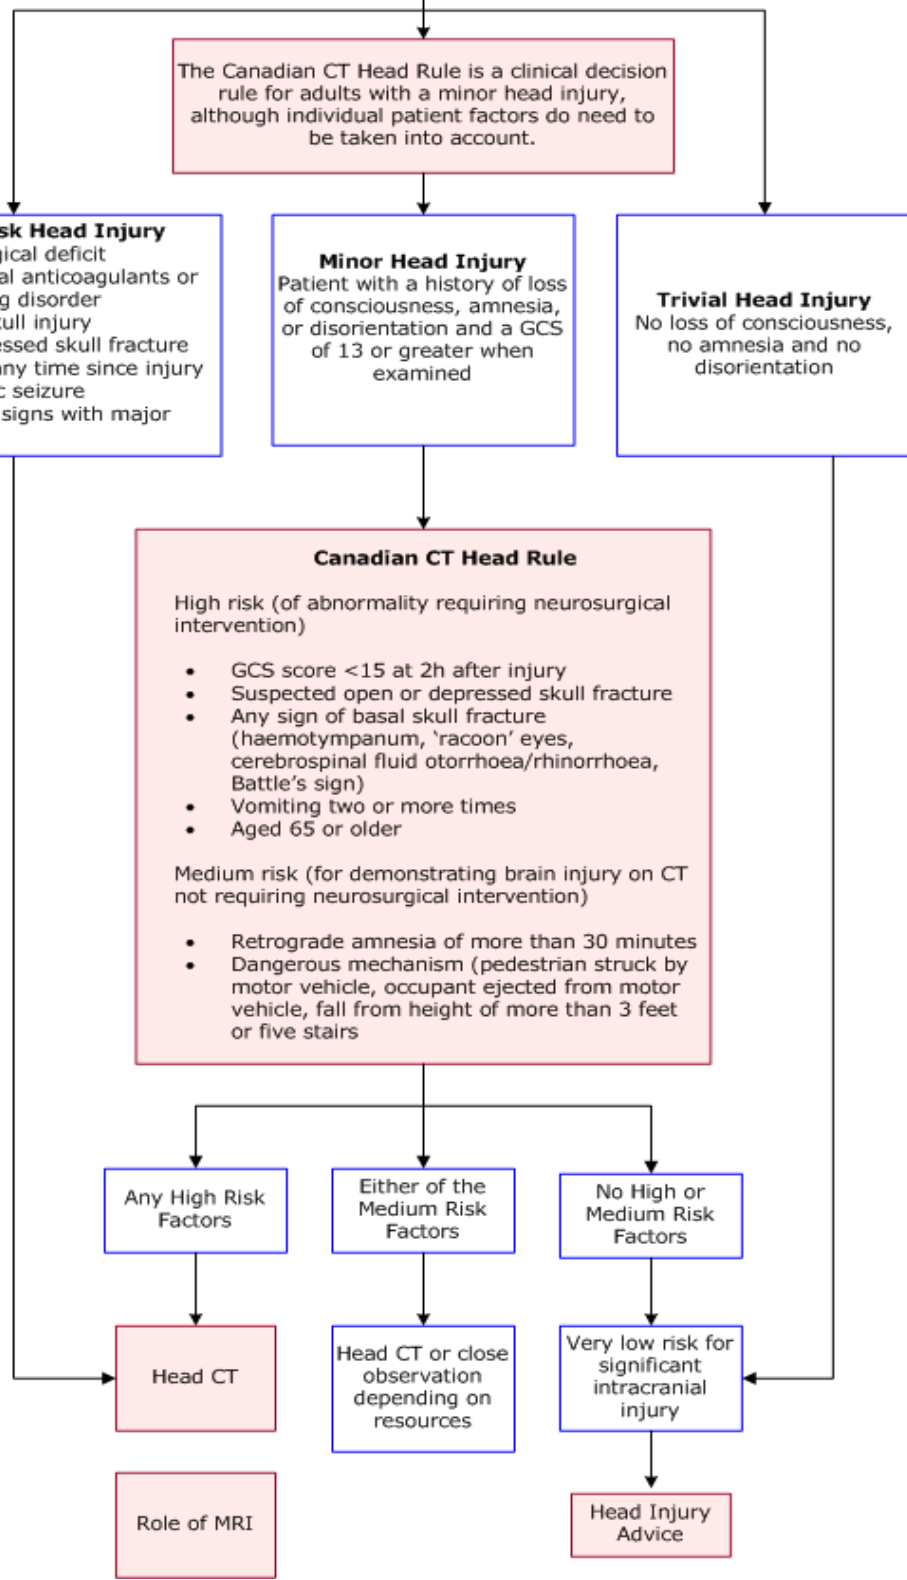 The Canadian CT Head Rule is a clinical decision
rule for adults with a minor head injury,
although individual patient factors do need to
be taken into account.
sk Head Injury
gical deficit
al anticoagulants or
g disorder
kull injury
essed skull fracture
any time since injury
c seizure
signs with major
Minor Head Injury
Patient with a history of loss
of consciousness, amnesia,
or disorientation and a GCS
of 13 or greater when
examined
Trivial Head Injury
No loss of consciousness,
no amnesia and no
disorientation
Canadian CT Head Rule
High risk (of abnormality requiring neurosurgical
intervention)
• GCS score <15 at 2h after injury
• Suspected open or depressed skull fracture
• Any sign of basal skull fracture
(haemotympanum, ‘racoon’ eyes,
cerebrospinal fluid otorrhoea/rhinorrhoea,
Battle’s sign)
• Vomiting two or more times
• Aged 65 or older
Medium risk (for demonstrating brain injury on CT
not requiring neurosurgical intervention)
• Retrograde amnesia of more than 30 minutes
• Dangerous mechanism (pedestrian struck by
motor vehicle, occupant ejected from motor
vehicle, fall from height of more than 3 feet
or five stairs
Any High Risk
Factors
Either of the
Medium Risk
Factors
No High or
Medium Risk
Factors
Head CT
Head CT or close
observation
depending on
resources
Very low risk for
significant
intracranial
injury
Role of MRI
Head Injury
Advice